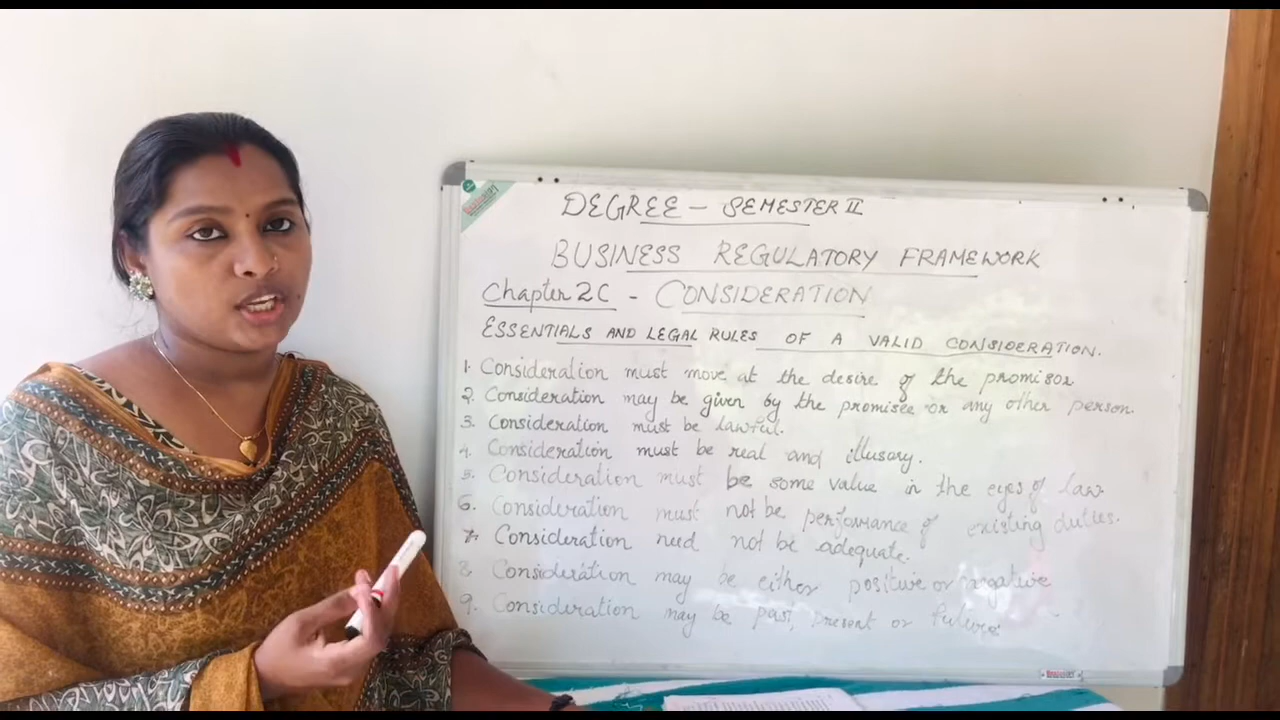 DEGREE - SEMESTER II
BUSINESS REGULATORY FRAMEWORK
Chapter 2C - CONSIDERATION
ESSENTIALS AND LEGAL RULES OF A VALID CONSIDERATION.
1. Consideration must move at the desire of the promisor
2. Consideration may be given by the promisee or any other person.
3. Consideration must be lawful.
4. Consideration must be real and illusory.
5. Consideration must be some value in the eyes of law.
6. Consideration must not be performance of existing duties.
7. Consideration need not be adequate.
8. Consideration may be either positive or negative
9. Consideration may be past, present or future